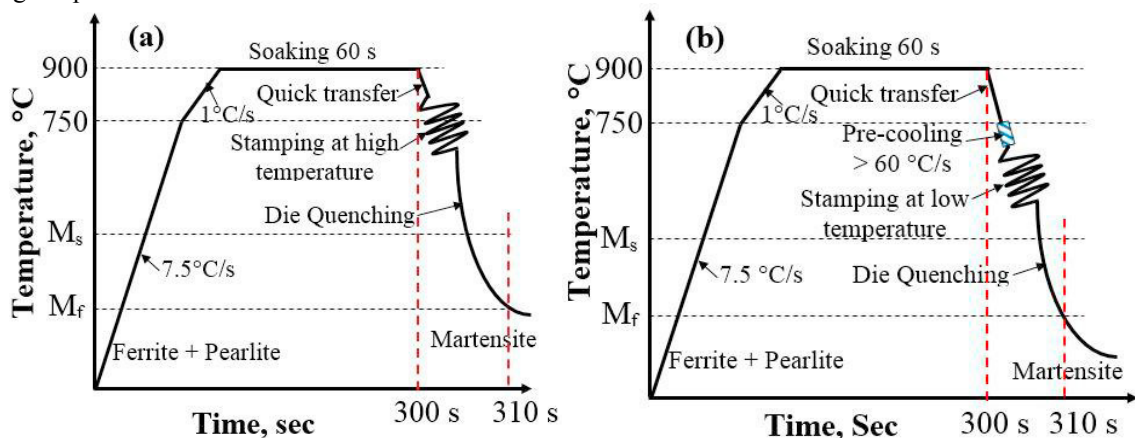 (a)
Soaking 60 s
900
Quick transfer
1°C/s
750
Stamping at high
temperature
Die Quenching
Ms
7.5°C/s
Mf
Martensite
Ferrite + Pearlite
300 s
310 s
Time, sec
Temperature, °C
(b)
Soaking 60 s
900
Quick transfer
1°C/s
750
Pre-cooling
> 60 °C/s
Stamping at low
temperature
Ms
7.5 °C/s
Die Quenching
Mf
Ferrite + Pearlite
Martensite
300 s
310 s
Time, Sec
Temperature, °C